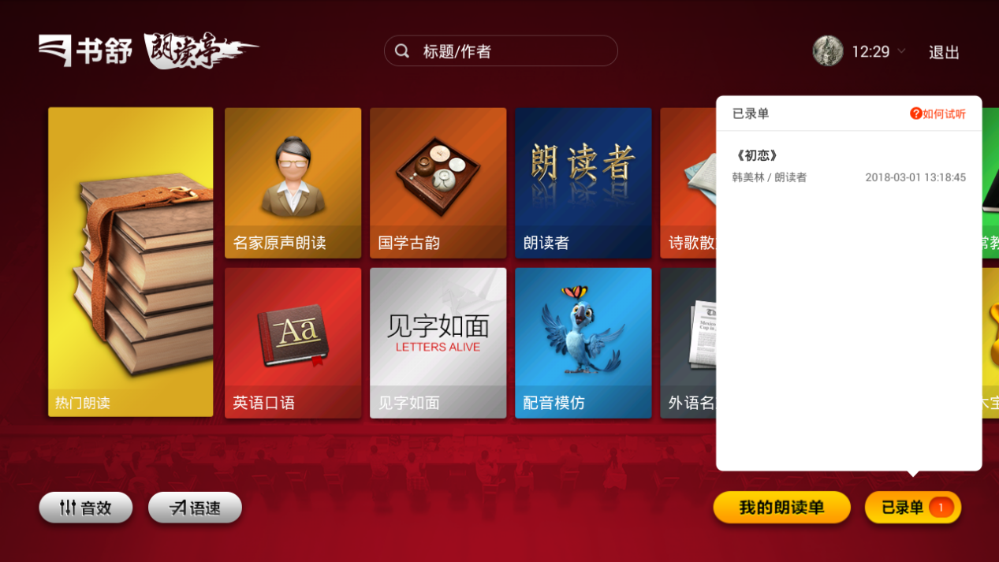 书舒 朗读亭
标题/作者
12:29
退出
已录单
?如何试听
《初恋》
韩美林 / 朗读者
2018-03-01 13:18:45
朗读者
名家原声朗读
国学古韵
朗读者
诗歌散
常教
Aa
见字如面
LETTERS ALIVE
热门朗读
英语口语
见字如面
配音模仿
外语名
大宝
音效
语速
我的朗读单
已录单 1